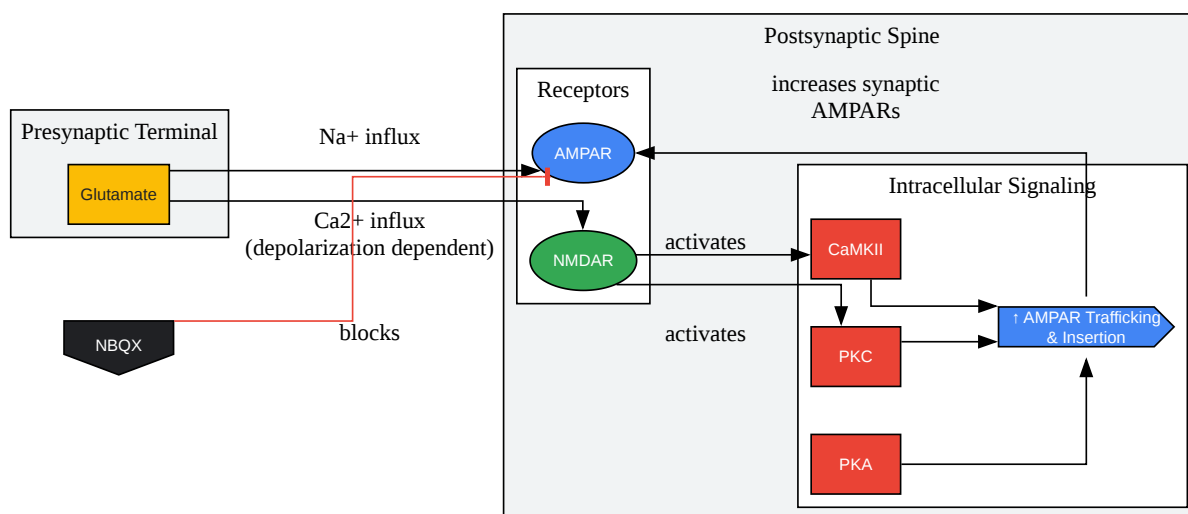 Postsynaptic Spine
increases synaptic
AMPARs
Receptors
Presynaptic Terminal
Na+ influx
AMPAR
Glutamate
Intracellular Signaling
Ca2+ influx
(depolarization dependent)
activates
CaMKII
NMDAR
↑ AMPAR Trafficking
& Insertion
blocks
activates
NBQX
PKC
PKA